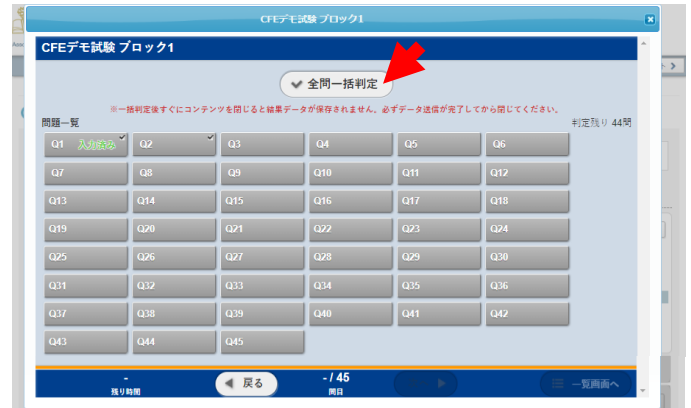 CFEデモ試験 ブロック1
CFEデモ試験 ブロック1
全問一括判定
※一括判定後すぐにコンテンツを閉じると結果データが保存されません。必ずデータ送信が完了してから閉じてください。
問題一覧
判定残り 44問
Q1 入力済み Q2 Q3 Q4 Q5 Q6
Q7 Q8 Q9 Q10 Q11 Q12
Q13 Q14 Q15 Q16 Q17 Q18
Q19 Q20 Q21 Q22 Q23 Q24
Q25 Q26 Q27 Q28 Q29 Q30
Q31 Q32 Q33 Q34 Q35 Q36
Q37 Q38 Q39 Q40 Q41 Q42
Q43 Q44 Q45
- 戻る - / 45 一覧画面へ
残り時間 問目